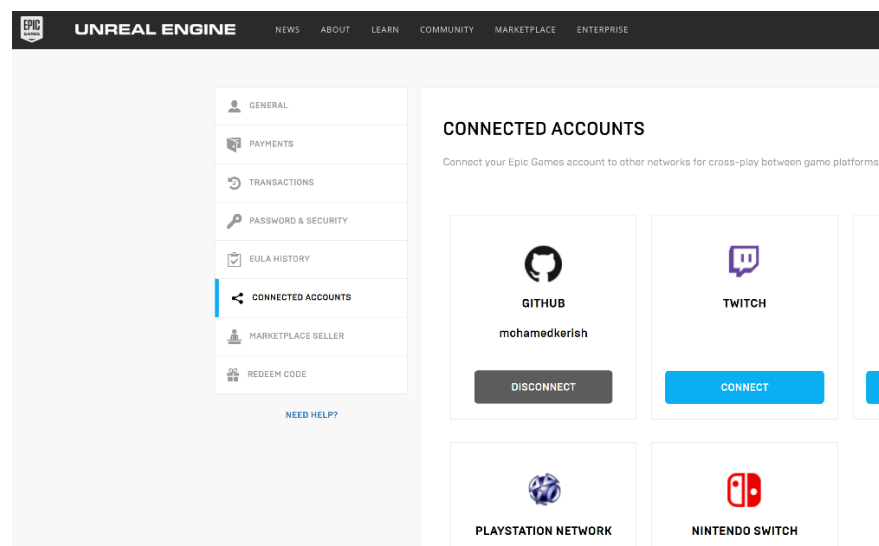 EPIC GAMES
UNREAL ENGINE NEWS ABOUT LEARN COMMUNITY MARKETPLACE ENTERPRISE
GENERAL
PAYMENTS
TRANSACTIONS
PASSWORD & SECURITY
EULA HISTORY
CONNECTED ACCOUNTS
MARKETPLACE SELLER
REDEEM CODE
NEED HELP?
CONNECTED ACCOUNTS
Connect your Epic Games account to other networks for cross-play between game platforms
GITHUB
mohamedkerish
DISCONNECT
TWITCH
CONNECT
PLAYSTATION NETWORK
NINTENDO SWITCH